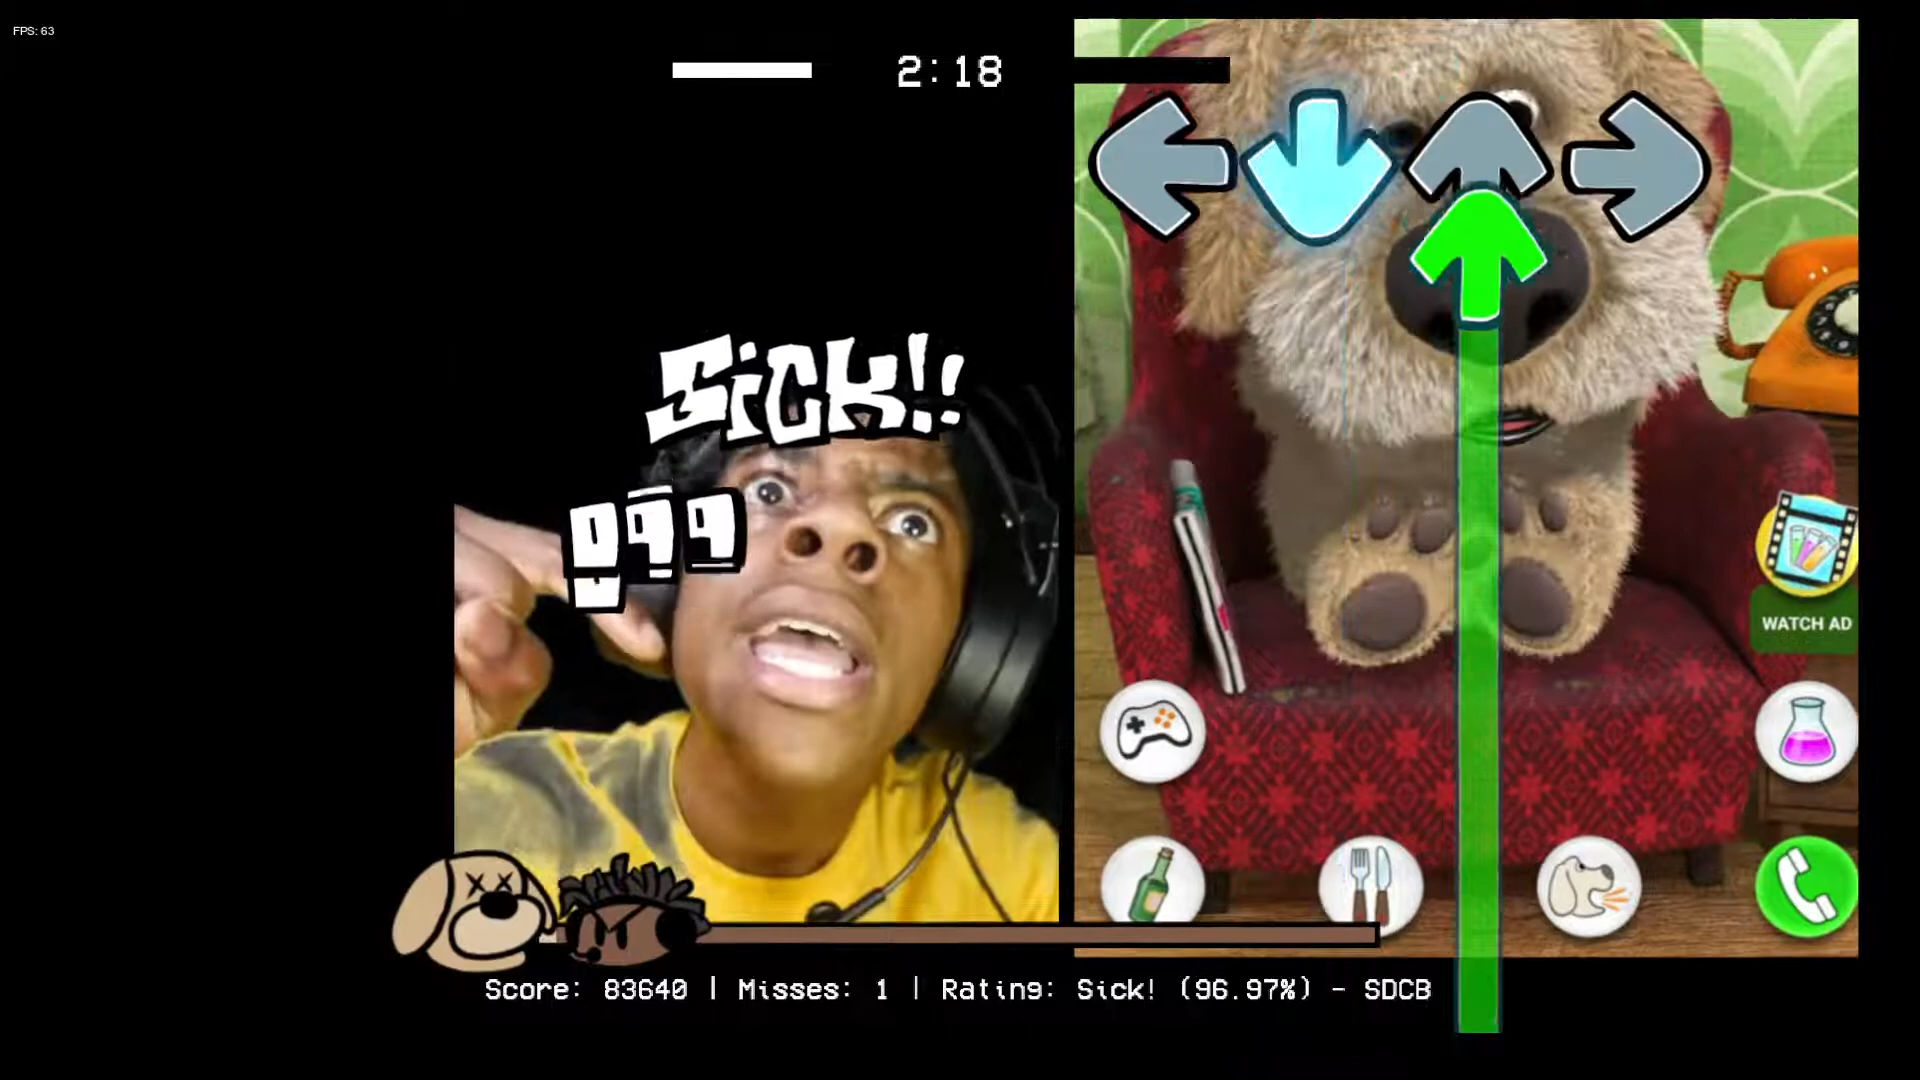 FPS: 63
2:18
SiCK!!
099
WATCH AD
Score: 83640 | Misses: 1 | Rating: Sick! (96.97%) - SDCB